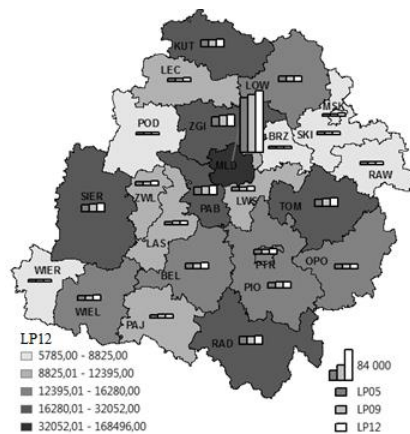 KUT
LEC
LOW
MSK
POD
ZGI
BRZ
SKI
MLD
RAW
SIER
ZWL
PAB
LWS
TOM
LAS
WIER
BEL
PTR
OPO
WIEL
PIO
PAJ
RAD
LP12
5785,00 - 8825,00
8825,01 - 12395,00
12395,01 - 16280,00
16280,01 - 32052,00
32052,01 - 168496,00
84 000
LP05
LP09
LP12